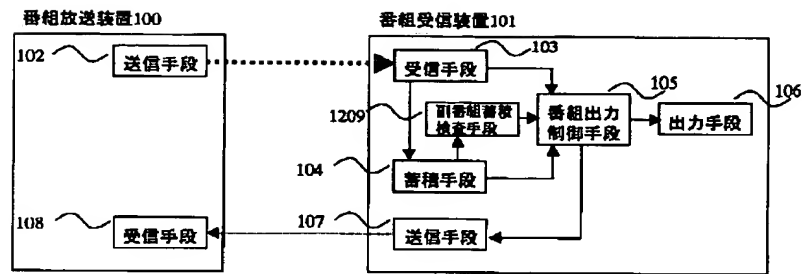 番組放送装置100
番組受信装置101
102
送信手段
103
受信手段
105
106
1209
副番組蓄積
検査手段
番組出力
制御手段
出力手段
104
蓄積手段
108
受信手段
107
送信手段